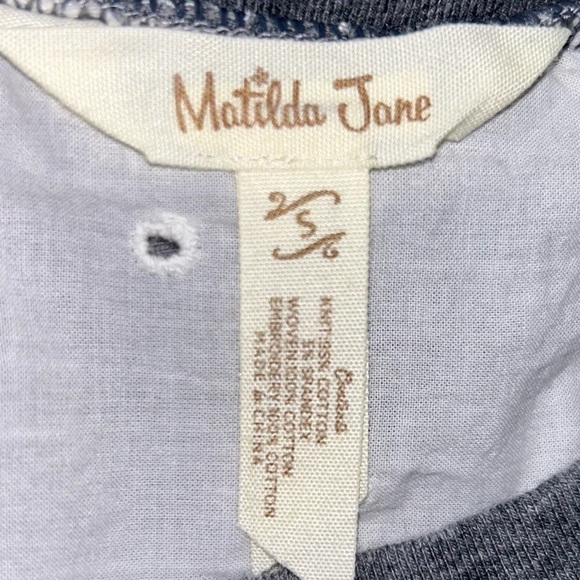 Matilda Jane
2/S/6
Contents
KNIT:95% COTTON
5% SPANDEX
WOVEN:100% COTTON
EMBROIDERY:100% COTTON
MADE IN CHINA